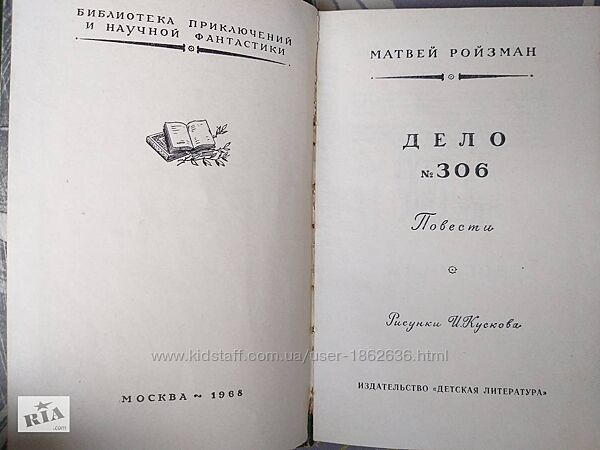 БИБЛИОТЕКА ПРИКЛЮЧЕНИЙ
И НАУЧНОЙ ФАНТАСТИКИ
МОСКВА ~ 1968
МАТВЕЙ РОЙЗМАН
ДЕЛО
№ 306
Повести
Рисунки И. Кускова
ИЗДАТЕЛЬСТВО «ДЕТСКАЯ ЛИТЕРАТУРА»
www.kidstaff.com.ua/user-1862636.html
RIA
.com